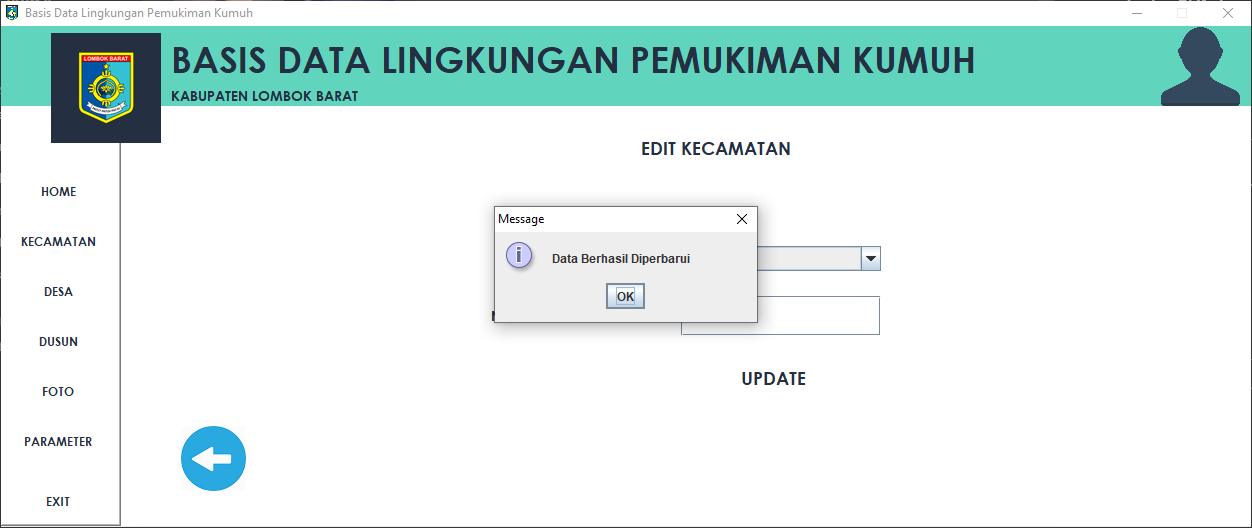 Basis Data Lingkungan Pemukiman Kumuh
LOMBOK BARAT
BASIS DATA LINGKUNGAN PEMUKIMAN KUMUH
KABUPATEN LOMBOK BARAT
EDIT KECAMATAN
HOME
KECAMATAN
DESA
DUSUN
FOTO
PARAMETER
EXIT
Message
Data Berhasil Diperbarui
OK
UPDATE